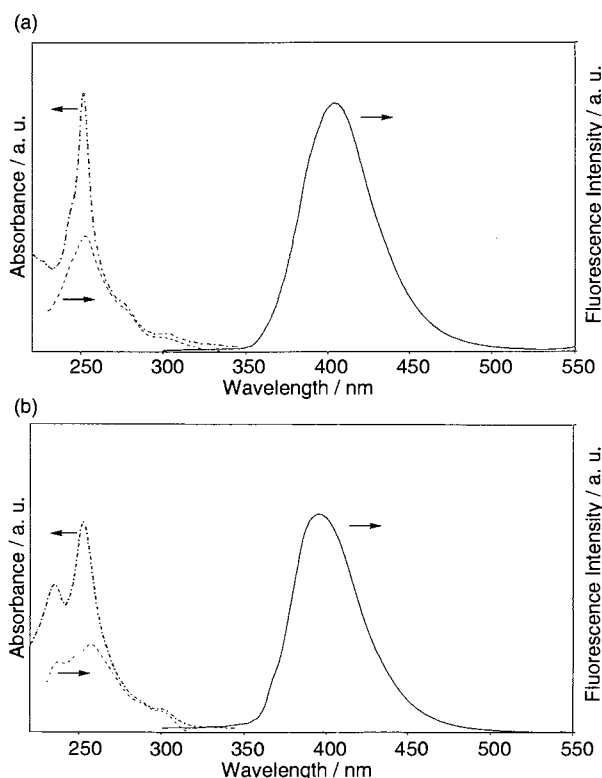 (a)
Absorbance / a. u.
Fluorescence Intensity / a. u.
250 300 350 400 450 500 550
Wavelength / nm
(b)
Absorbance / a. u.
Fluorescence Intensity / a. u.
250 300 350 400 450 500 550
Wavelength / nm